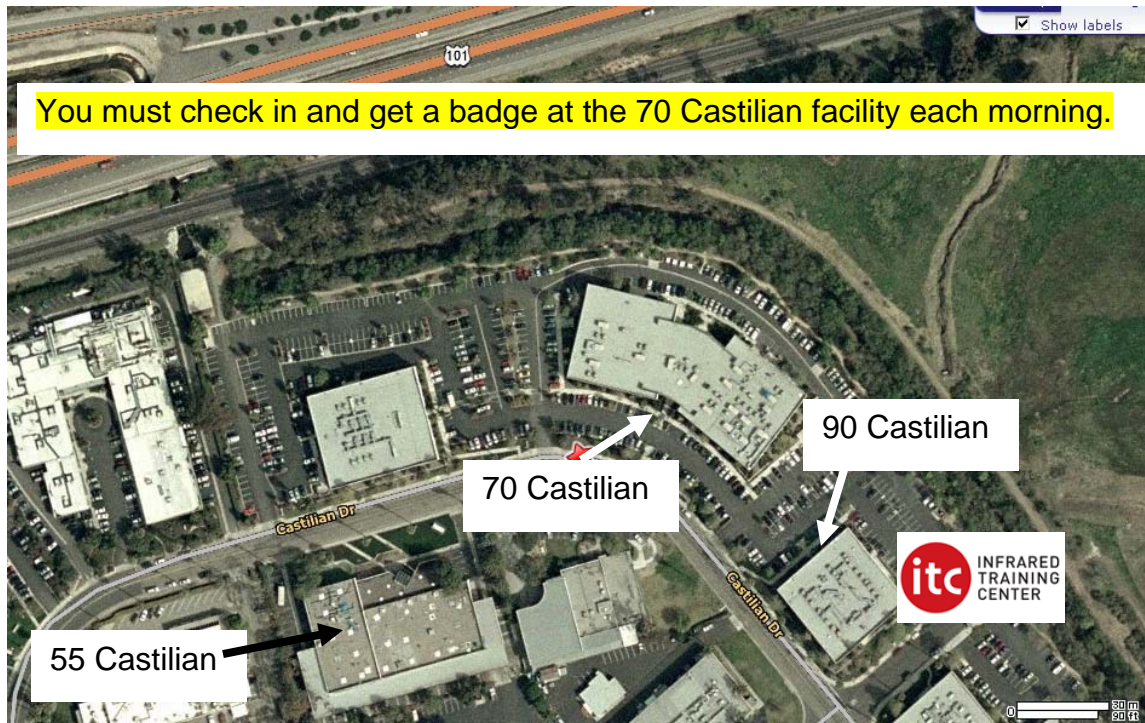 Show labels
101
You must check in and get a badge at the 70 Castilian facility each morning.
90 Castilian
70 Castilian
Castilian Dr
itc INFRARED
TRAINING
CENTER
Castilian Dr
55 Castilian
30 m
0
90 ft